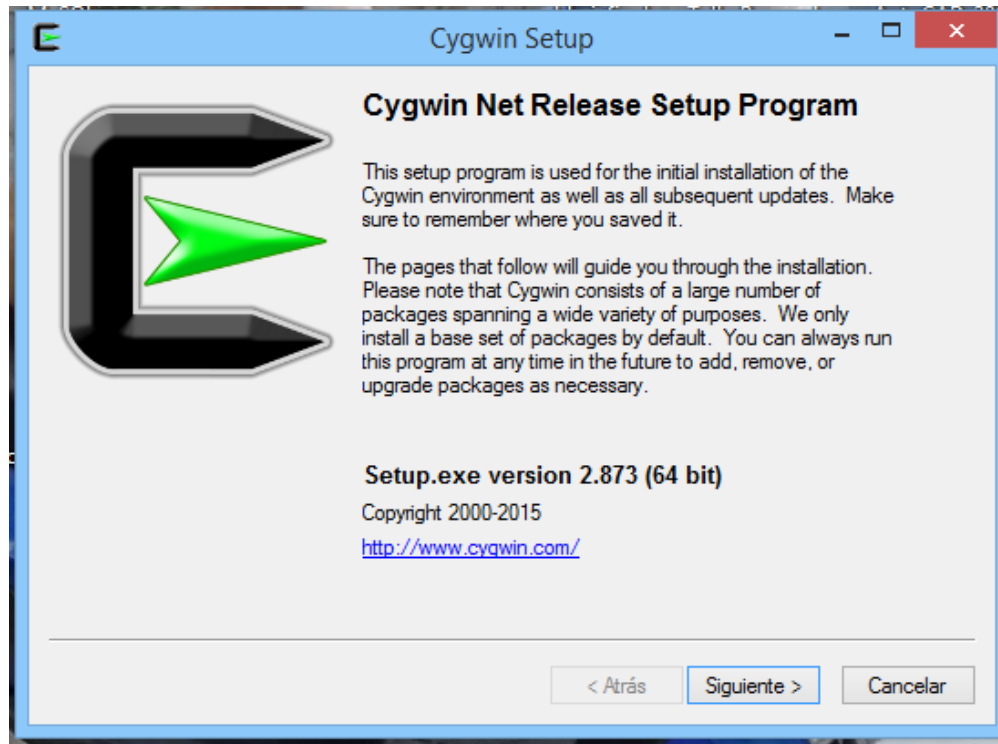 Cygwin Setup
Cygwin Net Release Setup Program
This setup program is used for the initial installation of the
Cygwin environment as well as all subsequent updates.  Make
sure to remember where you saved it.
The pages that follow will guide you through the installation.
Please note that Cygwin consists of a large number of
packages spanning a wide variety of purposes.  We only
install a base set of packages by default.  You can always run
this program at any time in the future to add, remove, or
upgrade packages as necessary.
Setup.exe version 2.873 (64 bit)
Copyright 2000-2015
http://www.cygwin.com/
< Atrás
Siguiente >
Cancelar